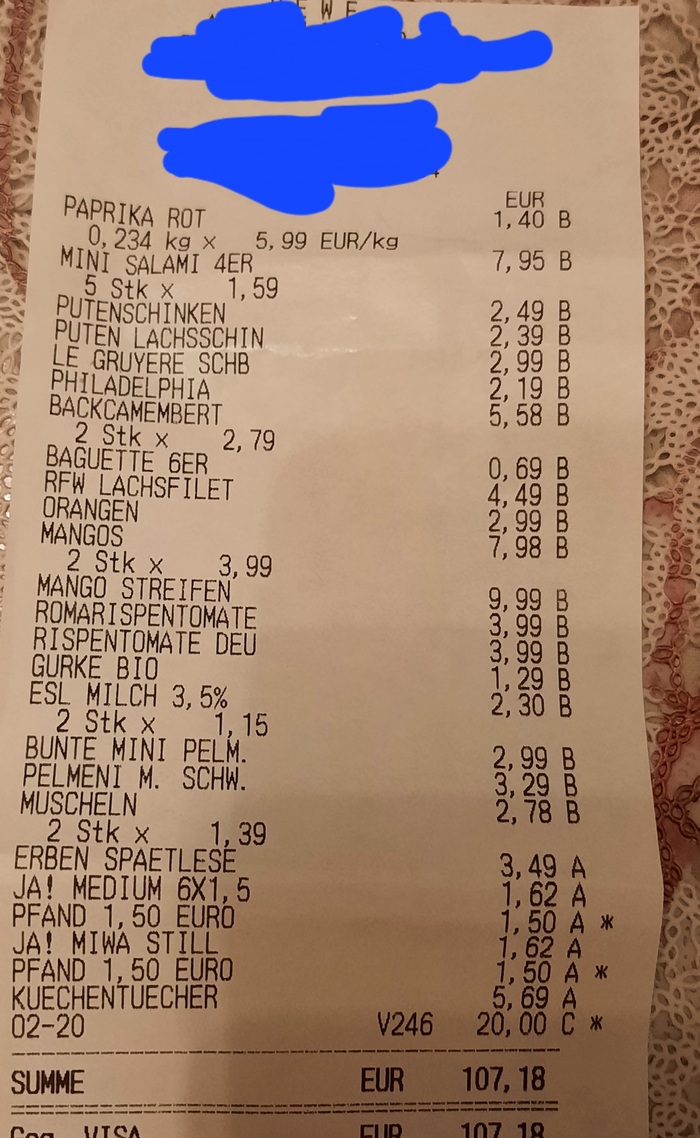 EWE
EUR
PAPRIKA ROT 1,40 B
0,234 kg x 5,99 EUR/kg
MINI SALAMI 4ER 7,95 B
5 Stk x 1,59
PUTENSCHINKEN 2,49 B
PUTEN LACHSSCHIN 2,39 B
LE GRUYERE SCHB 2,99 B
PHILADELPHIA 2,19 B
BACKCAMEMBERT 5,58 B
2 Stk x 2,79
BAGUETTE 6ER 0,69 B
RFW LACHSFILET 4,49 B
ORANGEN 2,99 B
MANGOS 7,98 B
2 Stk x 3,99
MANGO STREIFEN 9,99 B
ROMARISPENTOMATE 3,99 B
RISPENTOMATE DEU 3,99 B
GURKE BIO 1,29 B
ESL MILCH 3,5% 2,30 B
2 Stk x 1,15
BUNTE MINI PELM. 2,99 B
PELMENI M. SCHW. 3,29 B
MUSCHELN 2,78 B
2 Stk x 1,39
ERBEN SPAETLESE 3,49 A
JA! MEDIUM 6X1,5 1,62 A
PFAND 1,50 EURO 1,50 A *
JA! MIWA STILL 1,62 A
PFAND 1,50 EURO 1,50 A *
KUECHENTUECHER 5,69 A
02-20 V246 20,00 C *
SUMME EUR 107,18
Geg. VISA EUR 107,18